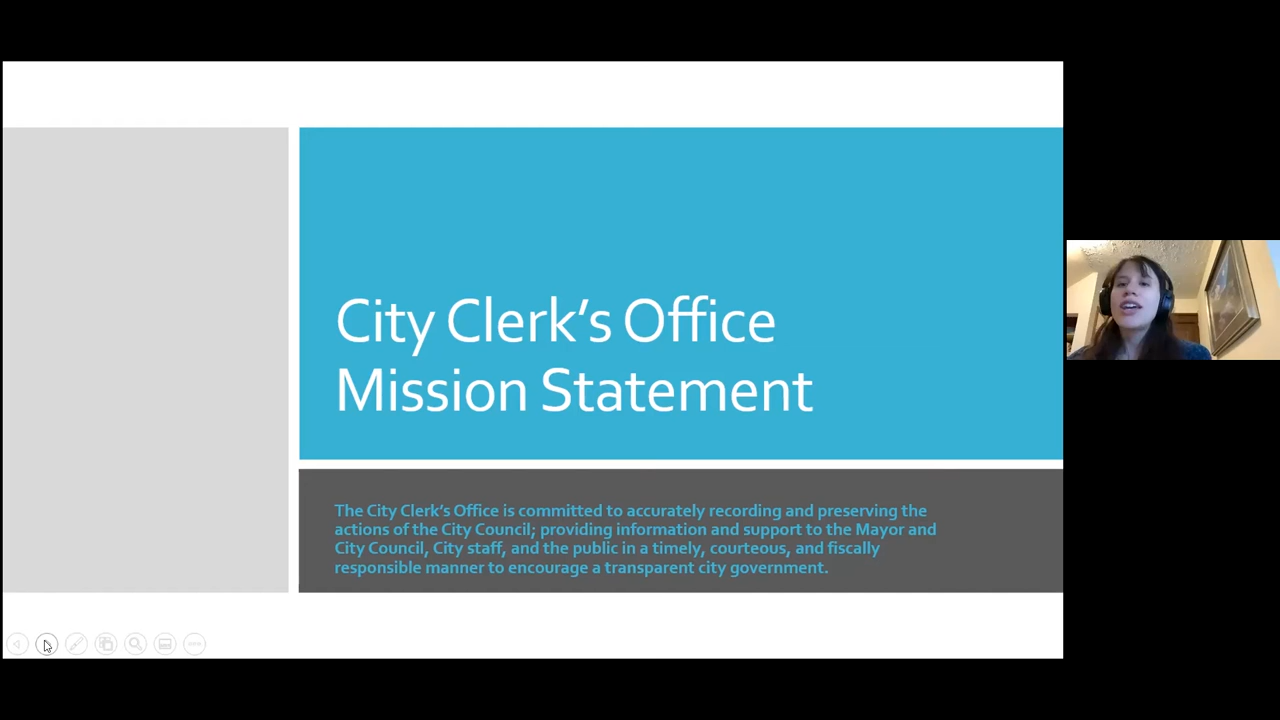 City Clerk’s Office
Mission Statement
The City Clerk’s Office is committed to accurately recording and preserving the
actions of the City Council; providing information and support to the Mayor and
City Council, City staff, and the public in a timely, courteous, and fiscally
responsible manner to encourage a transparent city government.